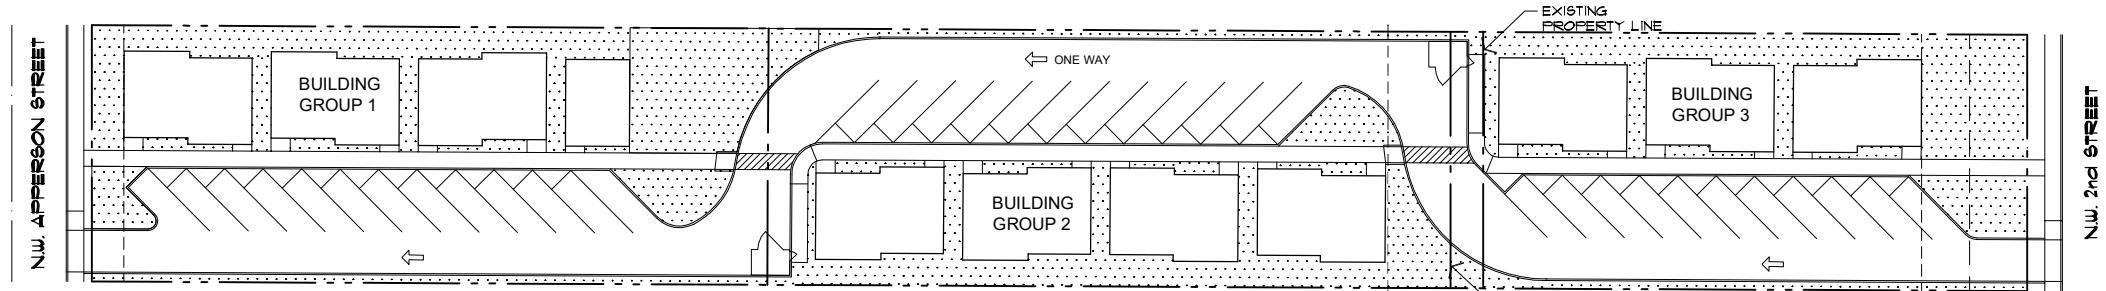 EXISTING
PROPERTY LINE
N.W. APPERSON STREET
BUILDING
GROUP 1
ONE WAY
BUILDING
GROUP 3
N.W. 2nd STREET
BUILDING
GROUP 2